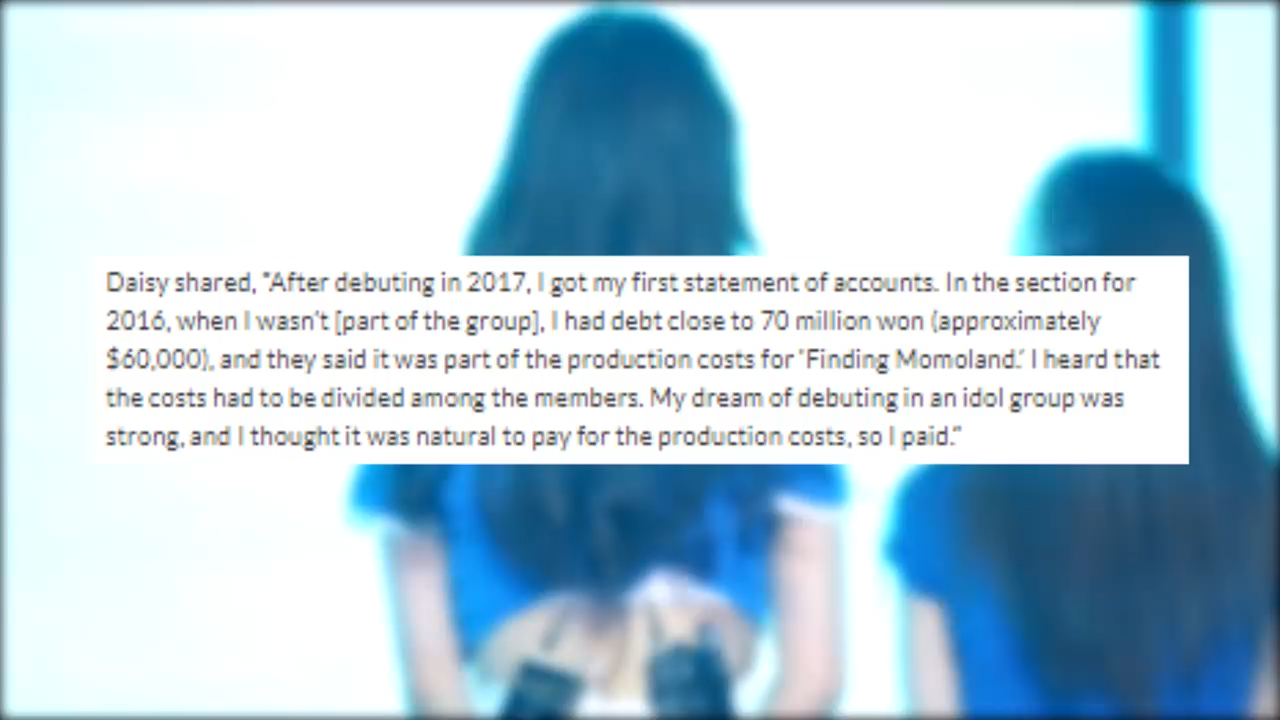 Daisy shared, “After debuting in 2017, I got my first statement of accounts. In the section for
2016, when I wasn’t [part of the group], I had debt close to 70 million won (approximately
$60,000), and they said it was part of the production costs for ‘Finding Momoland.’ I heard that
the costs had to be divided among the members. My dream of debuting in an idol group was
strong, and I thought it was natural to pay for the production costs, so I paid.”